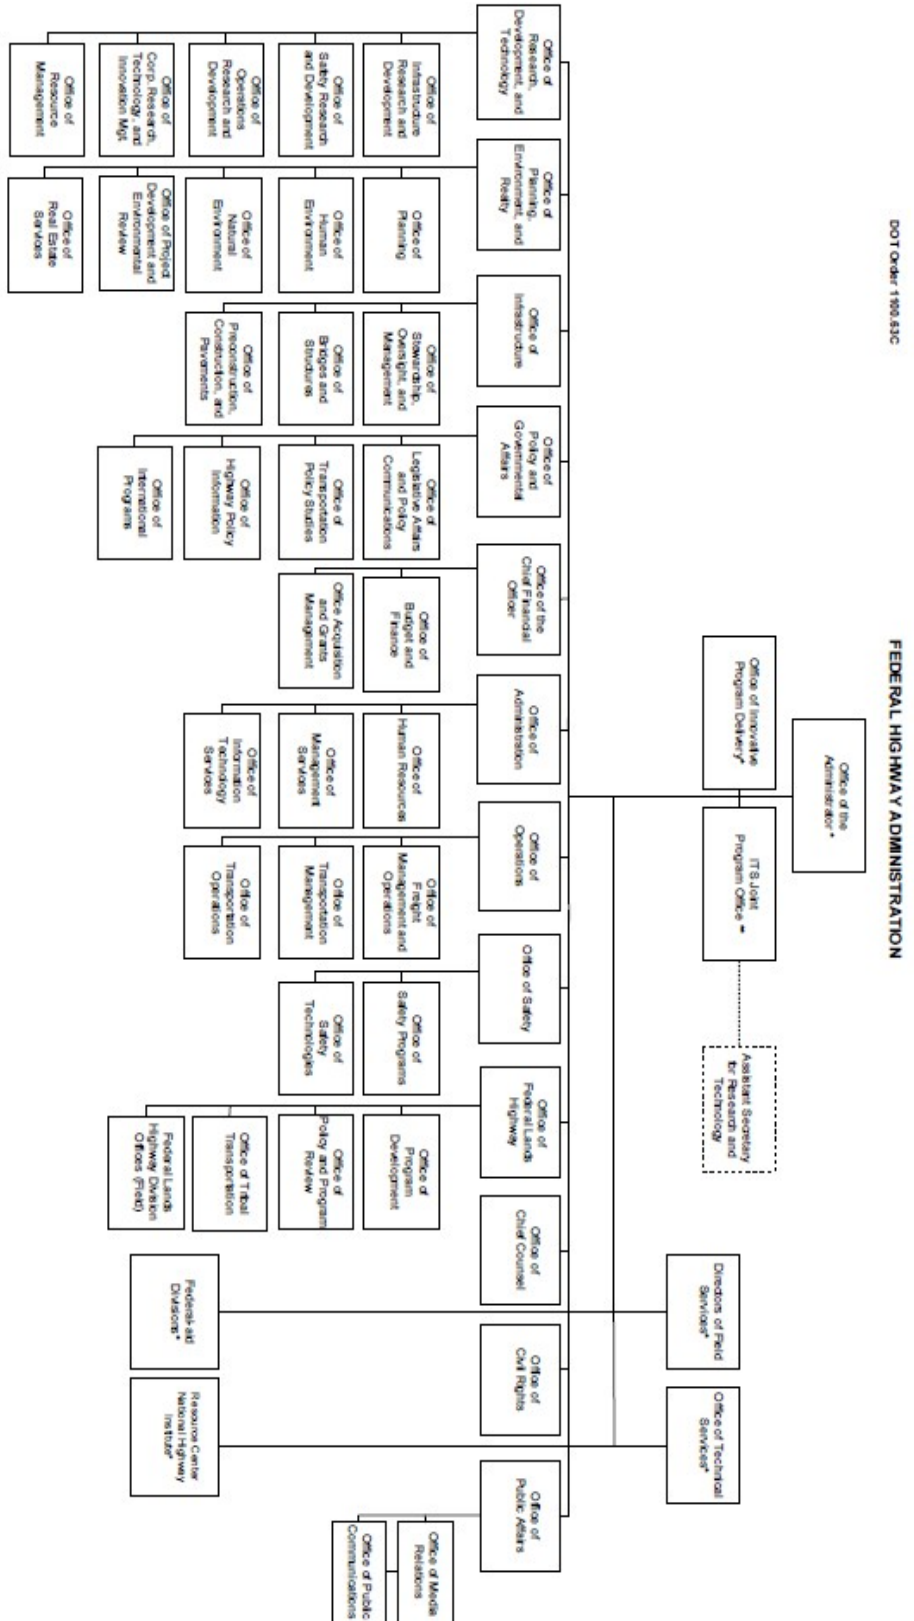 DOT Order 1100.63C
FEDERAL HIGHWAY ADMINISTRATION
Office of the
Administrator *
Office of Innovative
Program Delivery*
ITS Joint
Program Office **
Assistant Secretary
for Research and
Technology
Directors of Field
Services*
Office of Technical
Services*
Office of
Research,
Development, and
Technology
Office of
Planning,
Environment, and
Realty
Office of
Infrastructure
Office of
Policy and
Governmental
Affairs
Office of the
Chief Financial
Officer
Office of
Administration
Office of
Operations
Office of Safety
Office of
Federal Lands
Highway
Office of
Chief Counsel
Office of
Civil Rights
Office of
Public Affairs
Office of
Infrastructure
Research and
Development
Office of
Safety Research
and Development
Office of
Operations
Research and
Development
Office of
Corp. Research,
Technology, and
Innovation Mgt
Office of
Resource
Management
Office of
Planning
Office of
Human
Environment
Office of
Natural
Environment
Office of Project
Development and
Environmental
Review
Office of
Real Estate
Services
Office of
Stewardship,
Oversight, and
Management
Office of
Bridges and
Structures
Office of
Preconstruction,
Construction, and
Pavements
Office of
Legislative Affairs
and Policy
Communications
Office of
Transportation
Policy Studies
Office of
Highway Policy
Information
Office of
International
Programs
Office of
Budget and
Finance
Office Acquisition
and Grants
Management
Office of
Human Resources
Office of
Management
Services
Office of
Information
Technology
Services
Office of
Freight
Management and
Operations
Office of
Transportation
Management
Office of
Transportation
Operations
Office of
Safety Programs
Office of
Safety
Technologies
Office of
Program
Development
Office of
Policy and Program
Review
Office of Tribal
Transportation
Federal Lands
Highway Division
Offices (Field)
Federal-aid
Divisions*
Resource Center
National Highway
Institute*
Office of Media
Relations
Office of Public
Communications